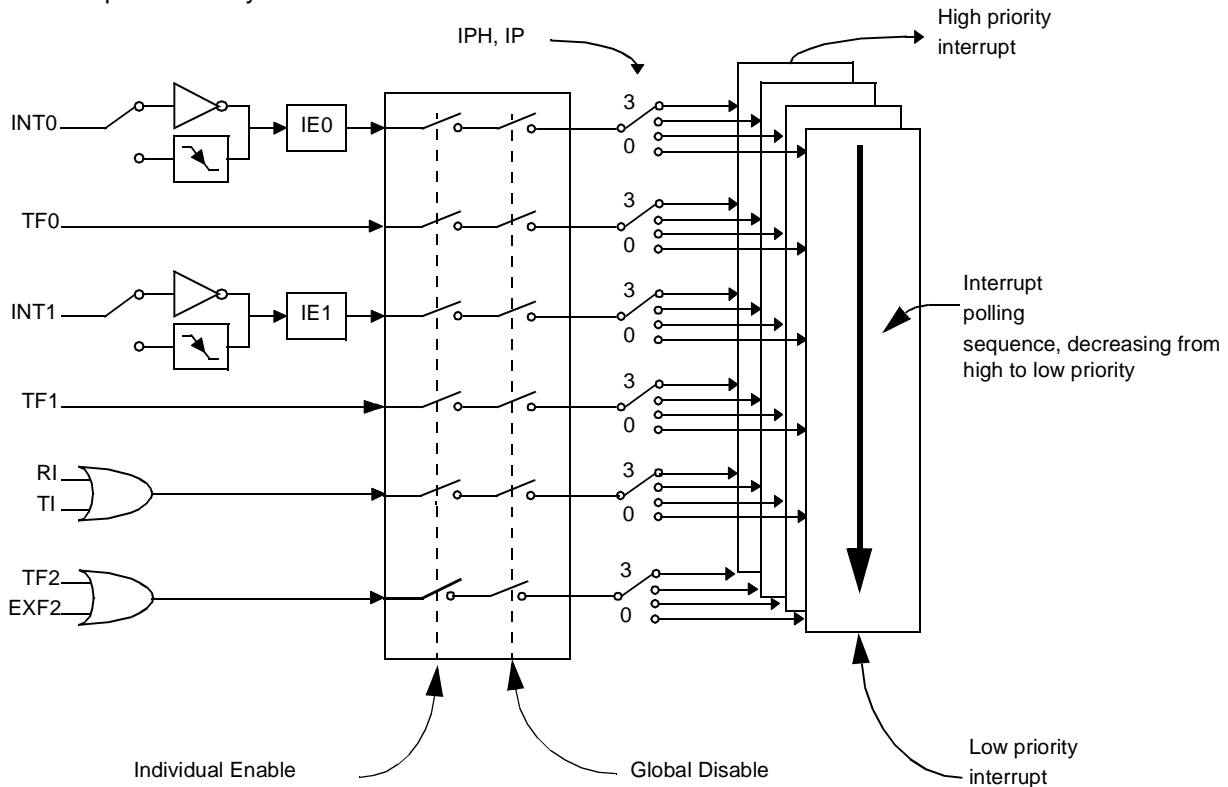 High priority
interrupt
IPH, IP
3
INT0
IE0
0
3
TF0
0
3
INT1
IE1
0
Interrupt
polling
sequence, decreasing from
high to low priority
3
TF1
0
RI
3
TI
0
TF2
3
EXF2
0
Individual Enable
Global Disable
Low priority
interrupt